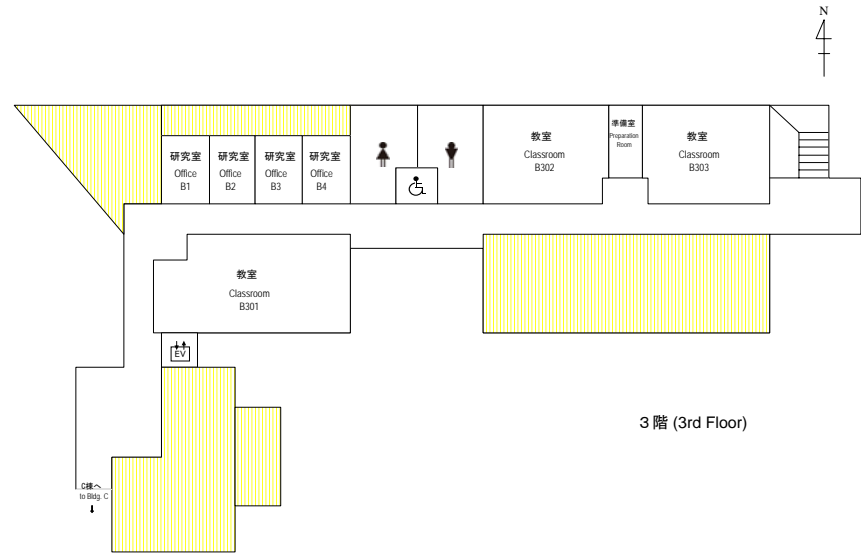 N
研究室
Office
B1
研究室
Office
B2
研究室
Office
B3
研究室
Office
B4
教室
Classroom
B302
準備室
Preparation
Room
教室
Classroom
B303
教室
Classroom
B301
EV
3階 (3rd Floor)
C棟へ
to Bldg. C